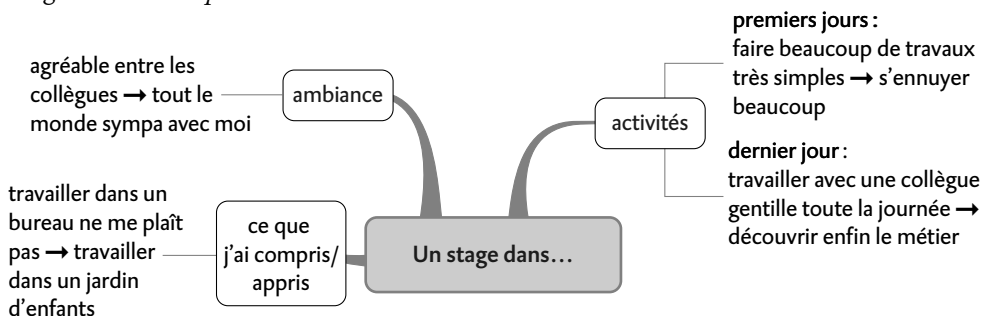 agréable entre les
collègues ➞ tout le
monde sympa avec moi
ambiance
premiers jours :
faire beaucoup de travaux
très simples ➞ s'ennuyer
beaucoup
activités
dernier jour :
travailler avec une collègue
gentille toute la journée ➞
découvrir enfin le métier
travailler dans un
bureau ne me plaît
pas ➞ travailler
dans un jardin
d'enfants
ce que
j'ai compris/
appris
Un stage dans…